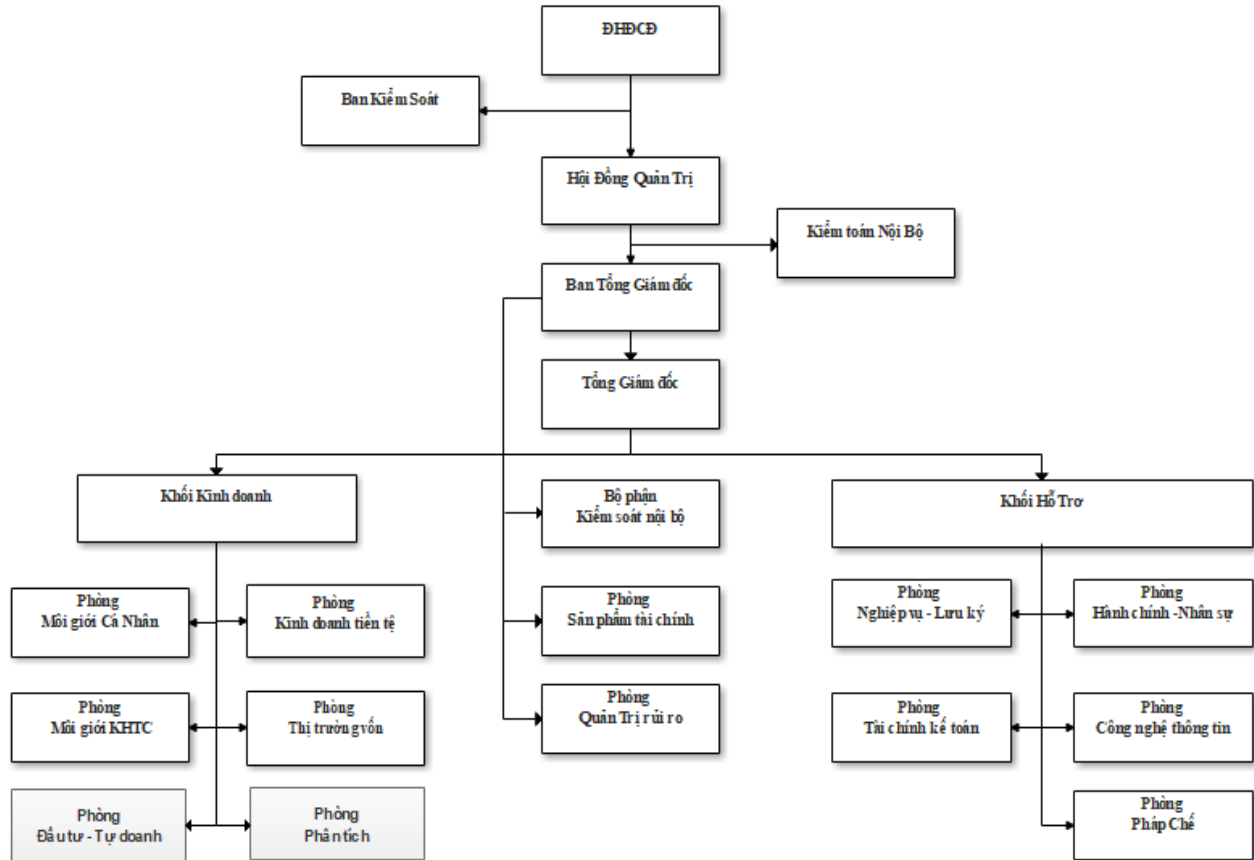 ĐHĐCĐ
Ban Kiểm Soát
Hội Đồng Quản Trị
Kiểm toán Nội Bộ
Ban Tổng Giám đốc
Tổng Giám đốc
Khối Kinh doanh
Bộ phận
Kiểm soát nội bộ
Khối Hỗ Trơ
Phòng
Môi giới Cá Nhân
Phòng
Kinh doanh tiền tệ
Phòng
Sản phẩm tài chính
Phòng
Nghiệp vụ - Lưu ký
Phòng
Hành chính -Nhân sự
Phòng
Môi giới KHTC
Phòng
Thị trường vốn
Phòng
Quản Trị rủi ro
Phòng
Tài chính kế toán
Phòng
Công nghệ thông tin
Phòng
Đầu tư - Tự doanh
Phòng
Phân tích
Phòng
Pháp Chế